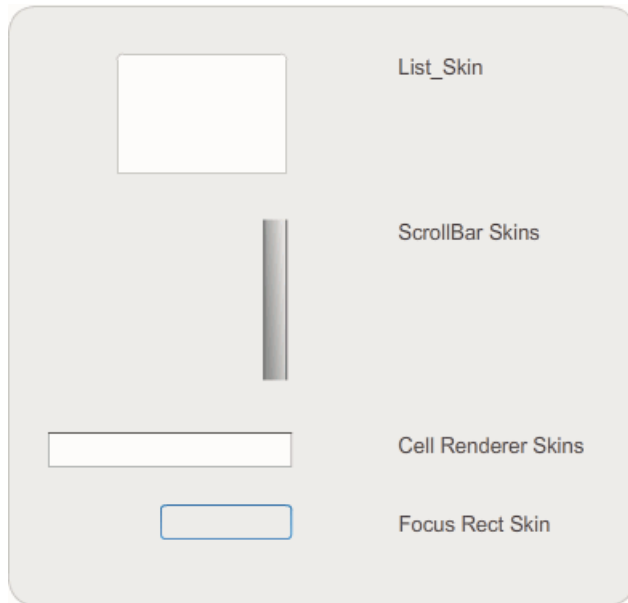 List_Skin
ScrollBar Skins
Cell Renderer Skins
Focus Rect Skin